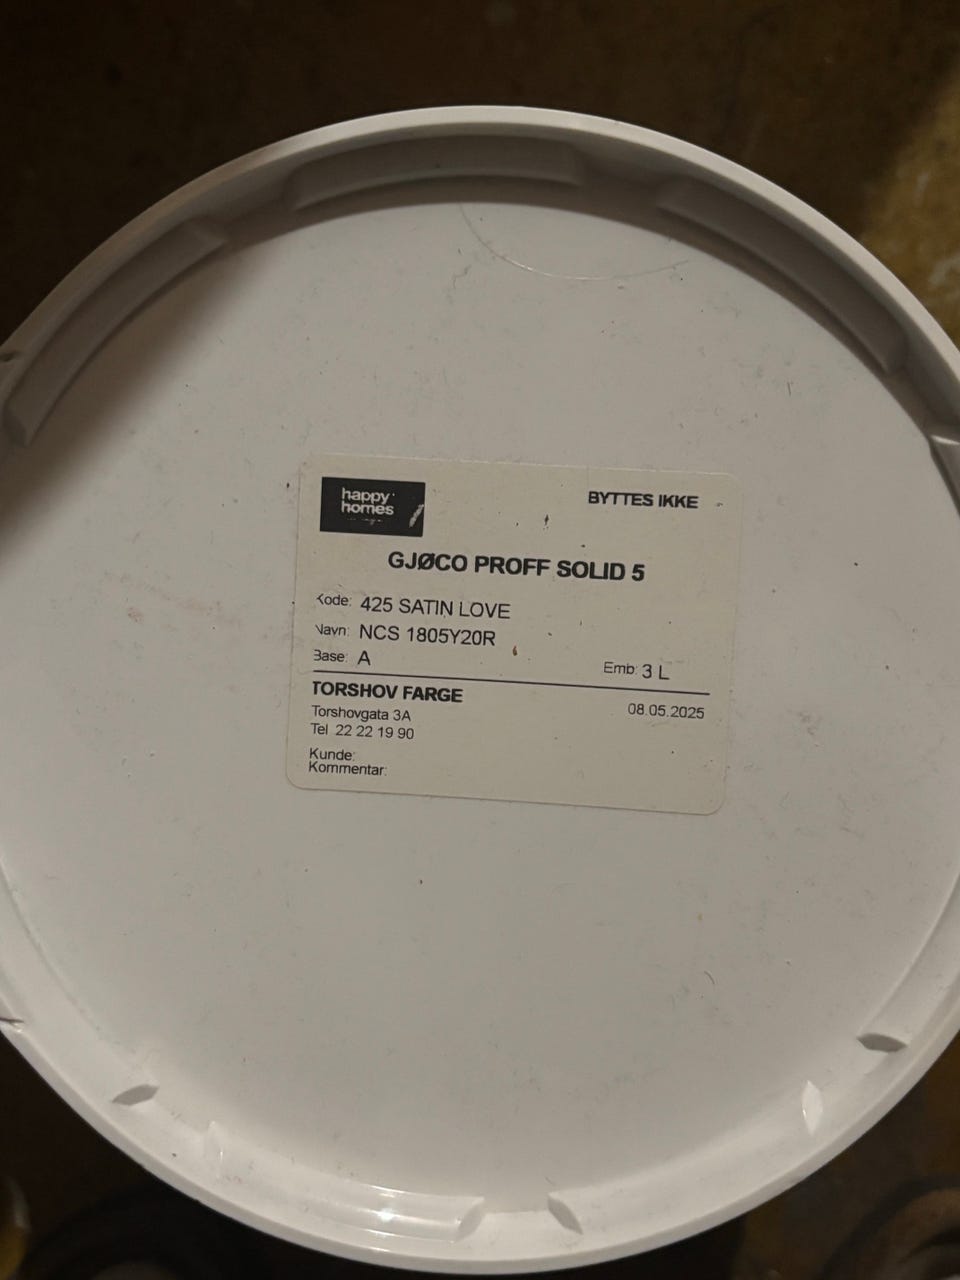 happy
homes
BYTTES IKKE
GJØCO PROFF SOLID 5
Kode: 425 SATIN LOVE
Navn: NCS 1805Y20R
Base: A
Emb: 3 L
TORSHOV FARGE
08.05.2025
Torshovgata 3A
Tel 22 22 19 90
Kunde:
Kommentar: